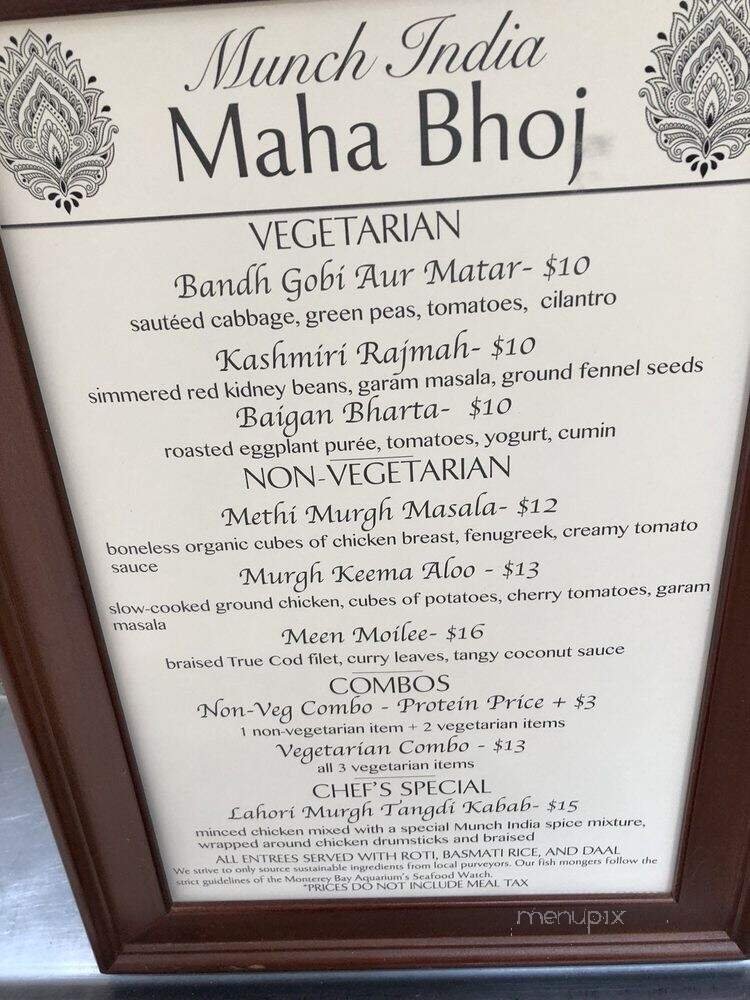 Munch India
Maha Bhoj
VEGETARIAN
Bandh Gobi Aur Matar- $10
sautéed cabbage, green peas, tomatoes, cilantro
Kashmiri Rajmah- $10
simmered red kidney beans, garam masala, ground fennel seeds
Baigan Bharta- $10
roasted eggplant purée, tomatoes, yogurt, cumin
NON-VEGETARIAN
Methi Murgh Masala- $12
boneless organic cubes of chicken breast, fenugreek, creamy tomato
sauce
Murgh Keema Aloo - $13
slow-cooked ground chicken, cubes of potatoes, cherry tomatoes, garam
masala
Meen Moilee- $16
braised True Cod filet, curry leaves, tangy coconut sauce
COMBOS
Non-Veg Combo - Protein Price + $3
1 non-vegetarian item + 2 vegetarian items
Vegetarian Combo - $13
all 3 vegetarian items
CHEF'S SPECIAL
Lahori Murgh Tangdi Kabab- $15
minced chicken mixed with a special Munch India spice mixture,
wrapped around chicken drumsticks and braised
ALL ENTREES SERVED WITH ROTI, BASMATI RICE, AND DAAL
We strive to only source sustainable ingredients from local purveyors. Our fish mongers follow the
strict guidelines of the Monterey Bay Aquarium's Seafood Watch.
*PRICES DO NOT INCLUDE MEAL TAX
menupix